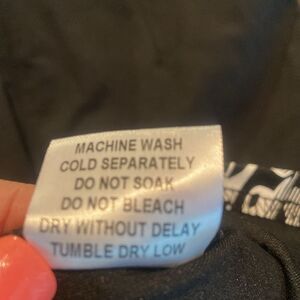 MACHINE WASH
COLD SEPARATELY
DO NOT SOAK
DO NOT BLEACH
DRY WITHOUT DELAY
TUMBLE DRY LOW